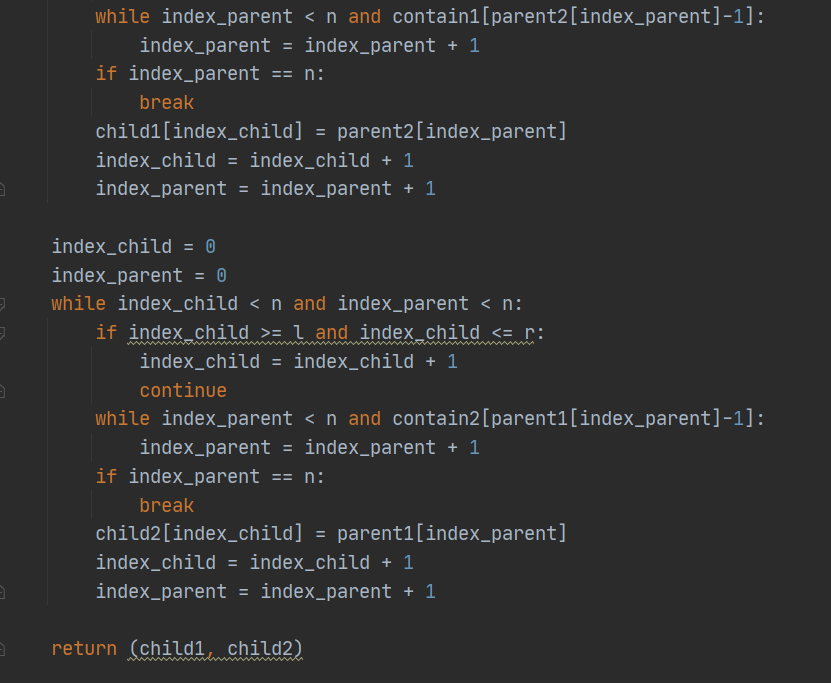 while index_parent < n and contain1[parent2[index_parent]-1]:
index_parent = index_parent + 1
if index_parent == n:
break
child1[index_child] = parent2[index_parent]
index_child = index_child + 1
index_parent = index_parent + 1
index_child = 0
index_parent = 0
while index_child < n and index_parent < n:
if index_child >= l and index_child <= r:
index_child = index_child + 1
continue
while index_parent < n and contain2[parent1[index_parent]-1]:
index_parent = index_parent + 1
if index_parent == n:
break
child2[index_child] = parent1[index_parent]
index_child = index_child + 1
index_parent = index_parent + 1
return (child1, child2)